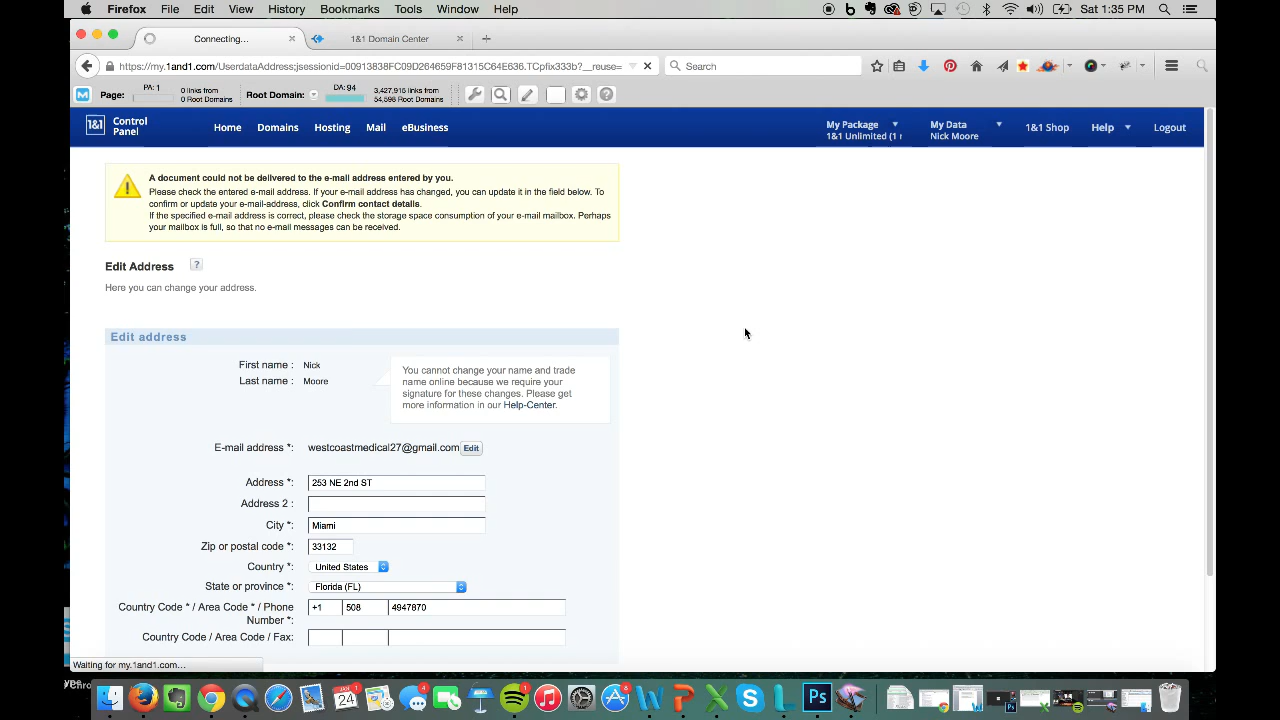 Firefox File Edit View History Bookmarks Tools Window Help Sat 1:35 PM
Connecting... 1&1 Domain Center
https://my.1and1.com/UserdataAddress;jsessionid=00913838FC09D264659F81315C64E636.TCpfix333b?__reuse= Search
Page: PA: 1 0 links from 0 Root Domains Root Domain: DA: 94 3,427,915 links from 54,598 Root Domains
1&1 Control Panel Home Domains Hosting Mail eBusiness My Package 1&1 Unlimited (1 My Data Nick Moore 1&1 Shop Help Logout
A document could not be delivered to the e-mail address entered by you.
Please check the entered e-mail address. If your e-mail address has changed, you can update it in the field below. To
confirm or update your e-mail-address, click Confirm contact details.
If the specified e-mail address is correct, please check the storage space consumption of your e-mail mailbox. Perhaps
your mailbox is full, so that no e-mail messages can be received.
Edit Address ?
Here you can change your address.
Edit address
First name : Nick
Last name : Moore
You cannot change your name and trade
name online because we require your
signature for these changes. Please get
more information in our Help-Center.
E-mail address *: westcoastmedical27@gmail.com Edit
Address *: 253 NE 2nd ST
Address 2 :
City *: Miami
Zip or postal code *: 33132
Country *: United States
State or province *: Florida (FL)
Country Code * / Area Code * / Phone
Number *: +1 508 4947870
Country Code / Area Code / Fax:
Waiting for my.1and1.com...